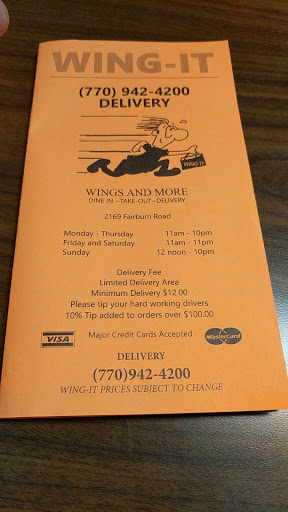 WING-IT
(770) 942-4200
DELIVERY
WING IT
WINGS AND MORE
DINE IN ~TAKE-OUT~DELIVERY
2169 Fairburn Road
Monday - Thursday 11am - 10pm
Friday and Saturday 11am - 11pm
Sunday 12 noon - 10pm
Delivery Fee
Limited Delivery Area
Minimum Delivery $12.00
Please tip your hard working drivers
10% Tip added to orders over $100.00
VISA Major Credit Cards Accepted MasterCard
DELIVERY
(770)942-4200
WING-IT PRICES SUBJECT TO CHANGE